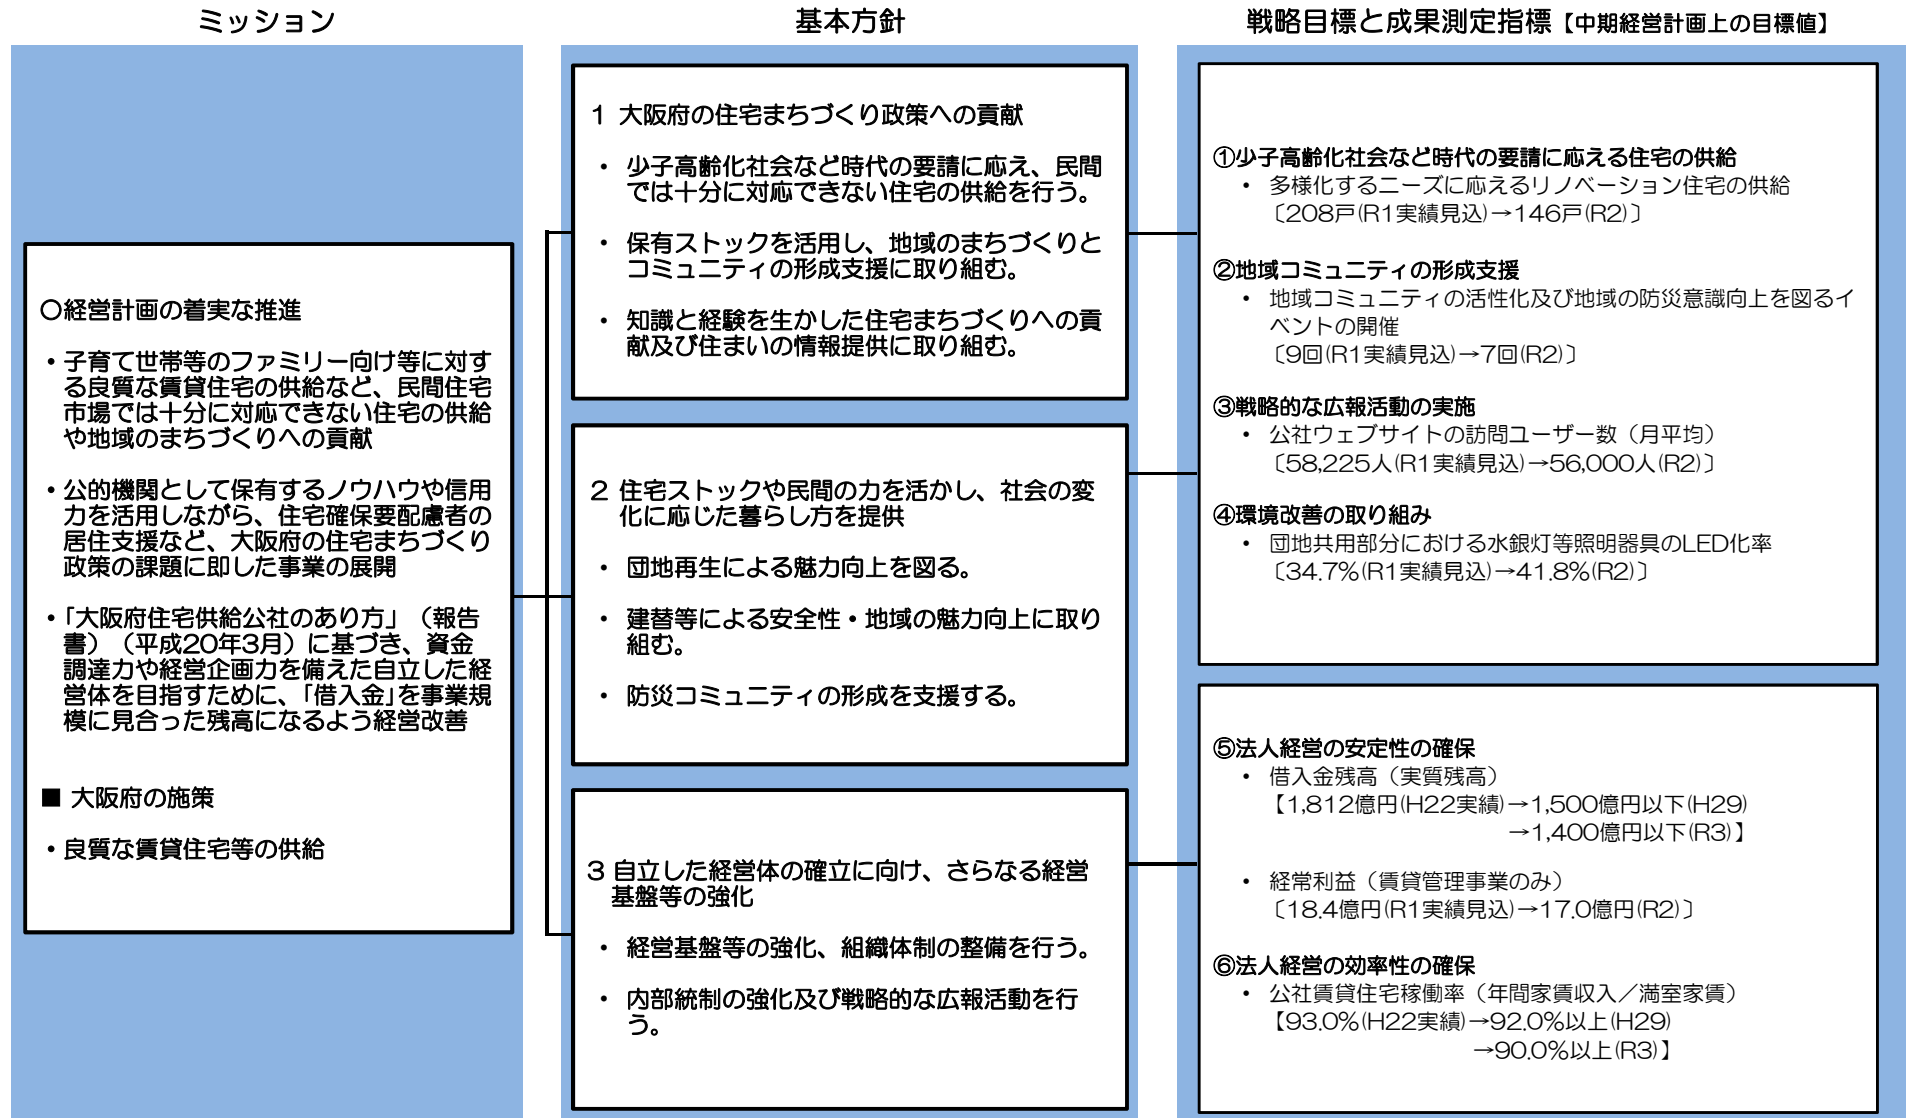 ミッション
○経営計画の着実な推進
・子育て世帯等のファミリー向け等に対す
る良質な賃貸住宅の供給など、民間住宅
市場では十分に対応できない住宅の供給
や地域のまちづくりへの貢献
・公的機関として保有するノウハウや信用
力を活用しながら、住宅確保要配慮者の
居住支援など、大阪府の住宅まちづくり
政策の課題に即した事業の展開
・「大阪府住宅供給公社のあり方」（報告
書）（平成20年3月）に基づき、資金
調達力や経営企画力を備えた自立した経
営体を目指すために、「借入金」を事業規
模に見合った残高になるよう経営改善
■ 大阪府の施策
・良質な賃貸住宅等の供給
基本方針
1 大阪府の住宅まちづくり政策への貢献
・ 少子高齢化社会など時代の要請に応え、民間
では十分に対応できない住宅の供給を行う。
・ 保有ストックを活用し、地域のまちづくりと
コミュニティの形成支援に取り組む。
・ 知識と経験を生かした住宅まちづくりへの貢
献及び住まいの情報提供に取り組む。
2 住宅ストックや民間の力を活かし、社会の変
化に応じた暮らし方を提供
・ 団地再生による魅力向上を図る。
・ 建替等による安全性・地域の魅力向上に取り
組む。
・ 防災コミュニティの形成を支援する。
3 自立した経営体の確立に向け、さらなる経営
基盤等の強化
・ 経営基盤等の強化、組織体制の整備を行う。
・ 内部統制の強化及び戦略的な広報活動を行
う。
戦略目標と成果測定指標【中期経営計画上の目標値】
①少子高齢化社会など時代の要請に応える住宅の供給
・ 多様化するニーズに応えるリノベーション住宅の供給
〔208戸(R1実績見込)→146戸(R2)〕
②地域コミュニティの形成支援
・ 地域コミュニティの活性化及び地域の防災意識向上を図るイ
ベントの開催
〔9回(R1実績見込)→7回(R2)〕
③戦略的な広報活動の実施
・ 公社ウェブサイトの訪問ユーザー数（月平均）
〔58,225人(R1実績見込)→56,000人(R2)〕
④環境改善の取り組み
・ 団地共用部分における水銀灯等照明器具のLED化率
〔34.7%(R1実績見込)→41.8%(R2)〕
⑤法人経営の安定性の確保
・ 借入金残高（実質残高）
【1,812億円(H22実績)→1,500億円以下(H29)
→1,400億円以下(R3)】
・ 経常利益（賃貸管理事業のみ）
〔18.4億円(R1実績見込)→17.0億円(R2)〕
⑥法人経営の効率性の確保
・ 公社賃貸住宅稼働率（年間家賃収入／満室家賃）
【93.0%(H22実績)→92.0%以上(H29)
→90.0%以上(R3)】